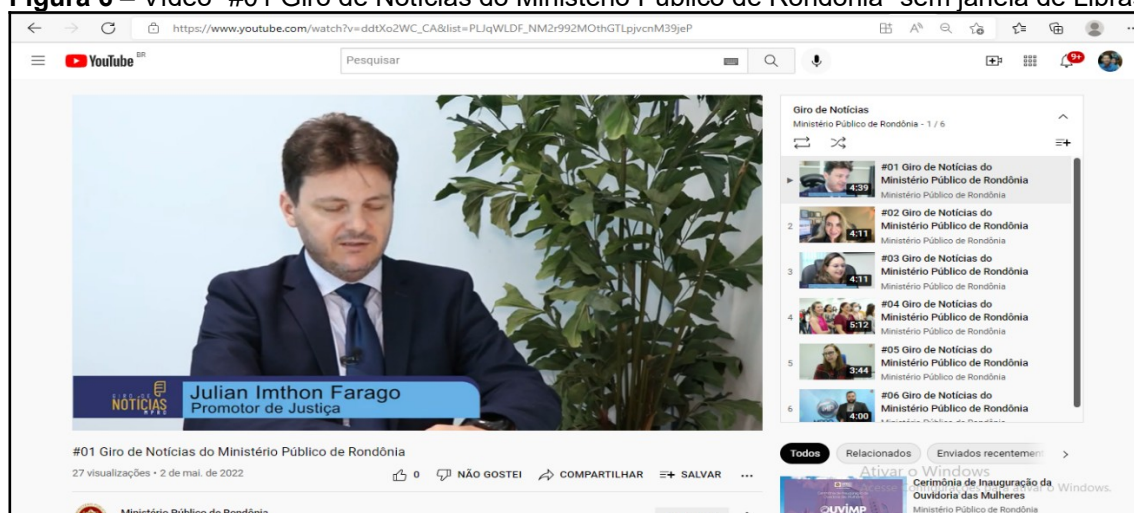 Figura 6 – Vídeo "#01 Giro de Notícias do Ministério Público de Rondônia" sem janela de Libras
https://www.youtube.com/watch?v=ddtXo2WC_CA&list=PLJqWLDF_NM2r992MOthGTLpjvcnM39jeP
YouTube BR
Pesquisar
9+
Giro de Notícias
Ministério Público de Rondônia - 1 / 6
#01 Giro de Notícias do
Ministério Público de Rondônia
Ministério Público de Rondônia
4:39
2
#02 Giro de Notícias do
Ministério Público de Rondônia
Ministério Público de Rondônia
4:11
3
#03 Giro de Notícias do
Ministério Público de Rondônia
Ministério Público de Rondônia
4:11
4
#04 Giro de Notícias do
Ministério Público de Rondônia
Ministério Público de Rondônia
5:12
5
#05 Giro de Notícias do
Ministério Público de Rondônia
Ministério Público de Rondônia
3:44
6
#06 Giro de Notícias do
Ministério Público de Rondônia
4:00
GIRO DE
NOTÍCIAS
Julian Imthon Farago
Promotor de Justiça
#01 Giro de Notícias do Ministério Público de Rondônia
27 visualizações • 2 de mai. de 2022
0
NÃO GOSTEI
COMPARTILHAR
SALVAR
Todos
Relacionados
Enviados recentement
Ativar o Windows
Acesse Configurações para ativar o Windows.
Cerimônia de Inauguração da
Ouvidoria das Mulheres
Ministério Público de Rondônia
OUVIMP
Ministério Público de Rondônia